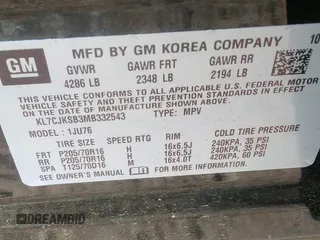 GM
MFD BY GM KOREA COMPANY 10
GVWR GAWR FRT GAWR RR
4286 LB 2348 LB 2194 LB
THIS VEHICLE CONFORMS TO ALL APPLICABLE U.S. FEDERAL MOTOR
VEHICLE SAFETY AND THEFT PREVENTION STANDARDS IN
EFFECT ON THE DATE OF MANUFACTURE SHOWN ABOVE
KL7CJKSB3MB332543 TYPE: MPV
MODEL: 1JU76
TIRE SIZE SPEED RTG RIM COLD TIRE PRESSURE
FRT P205/70R16 H 16x6.5J 240KPA, 35 PSI
RR P205/70R16 H 16x6.5J 240KPA, 35 PSI
SPA T125/70D16 M 16x4.0T 420KPA, 60 PSI
SEE OWNER'S MANUAL FOR ADDITIONAL INFORMATION
DREAMBID